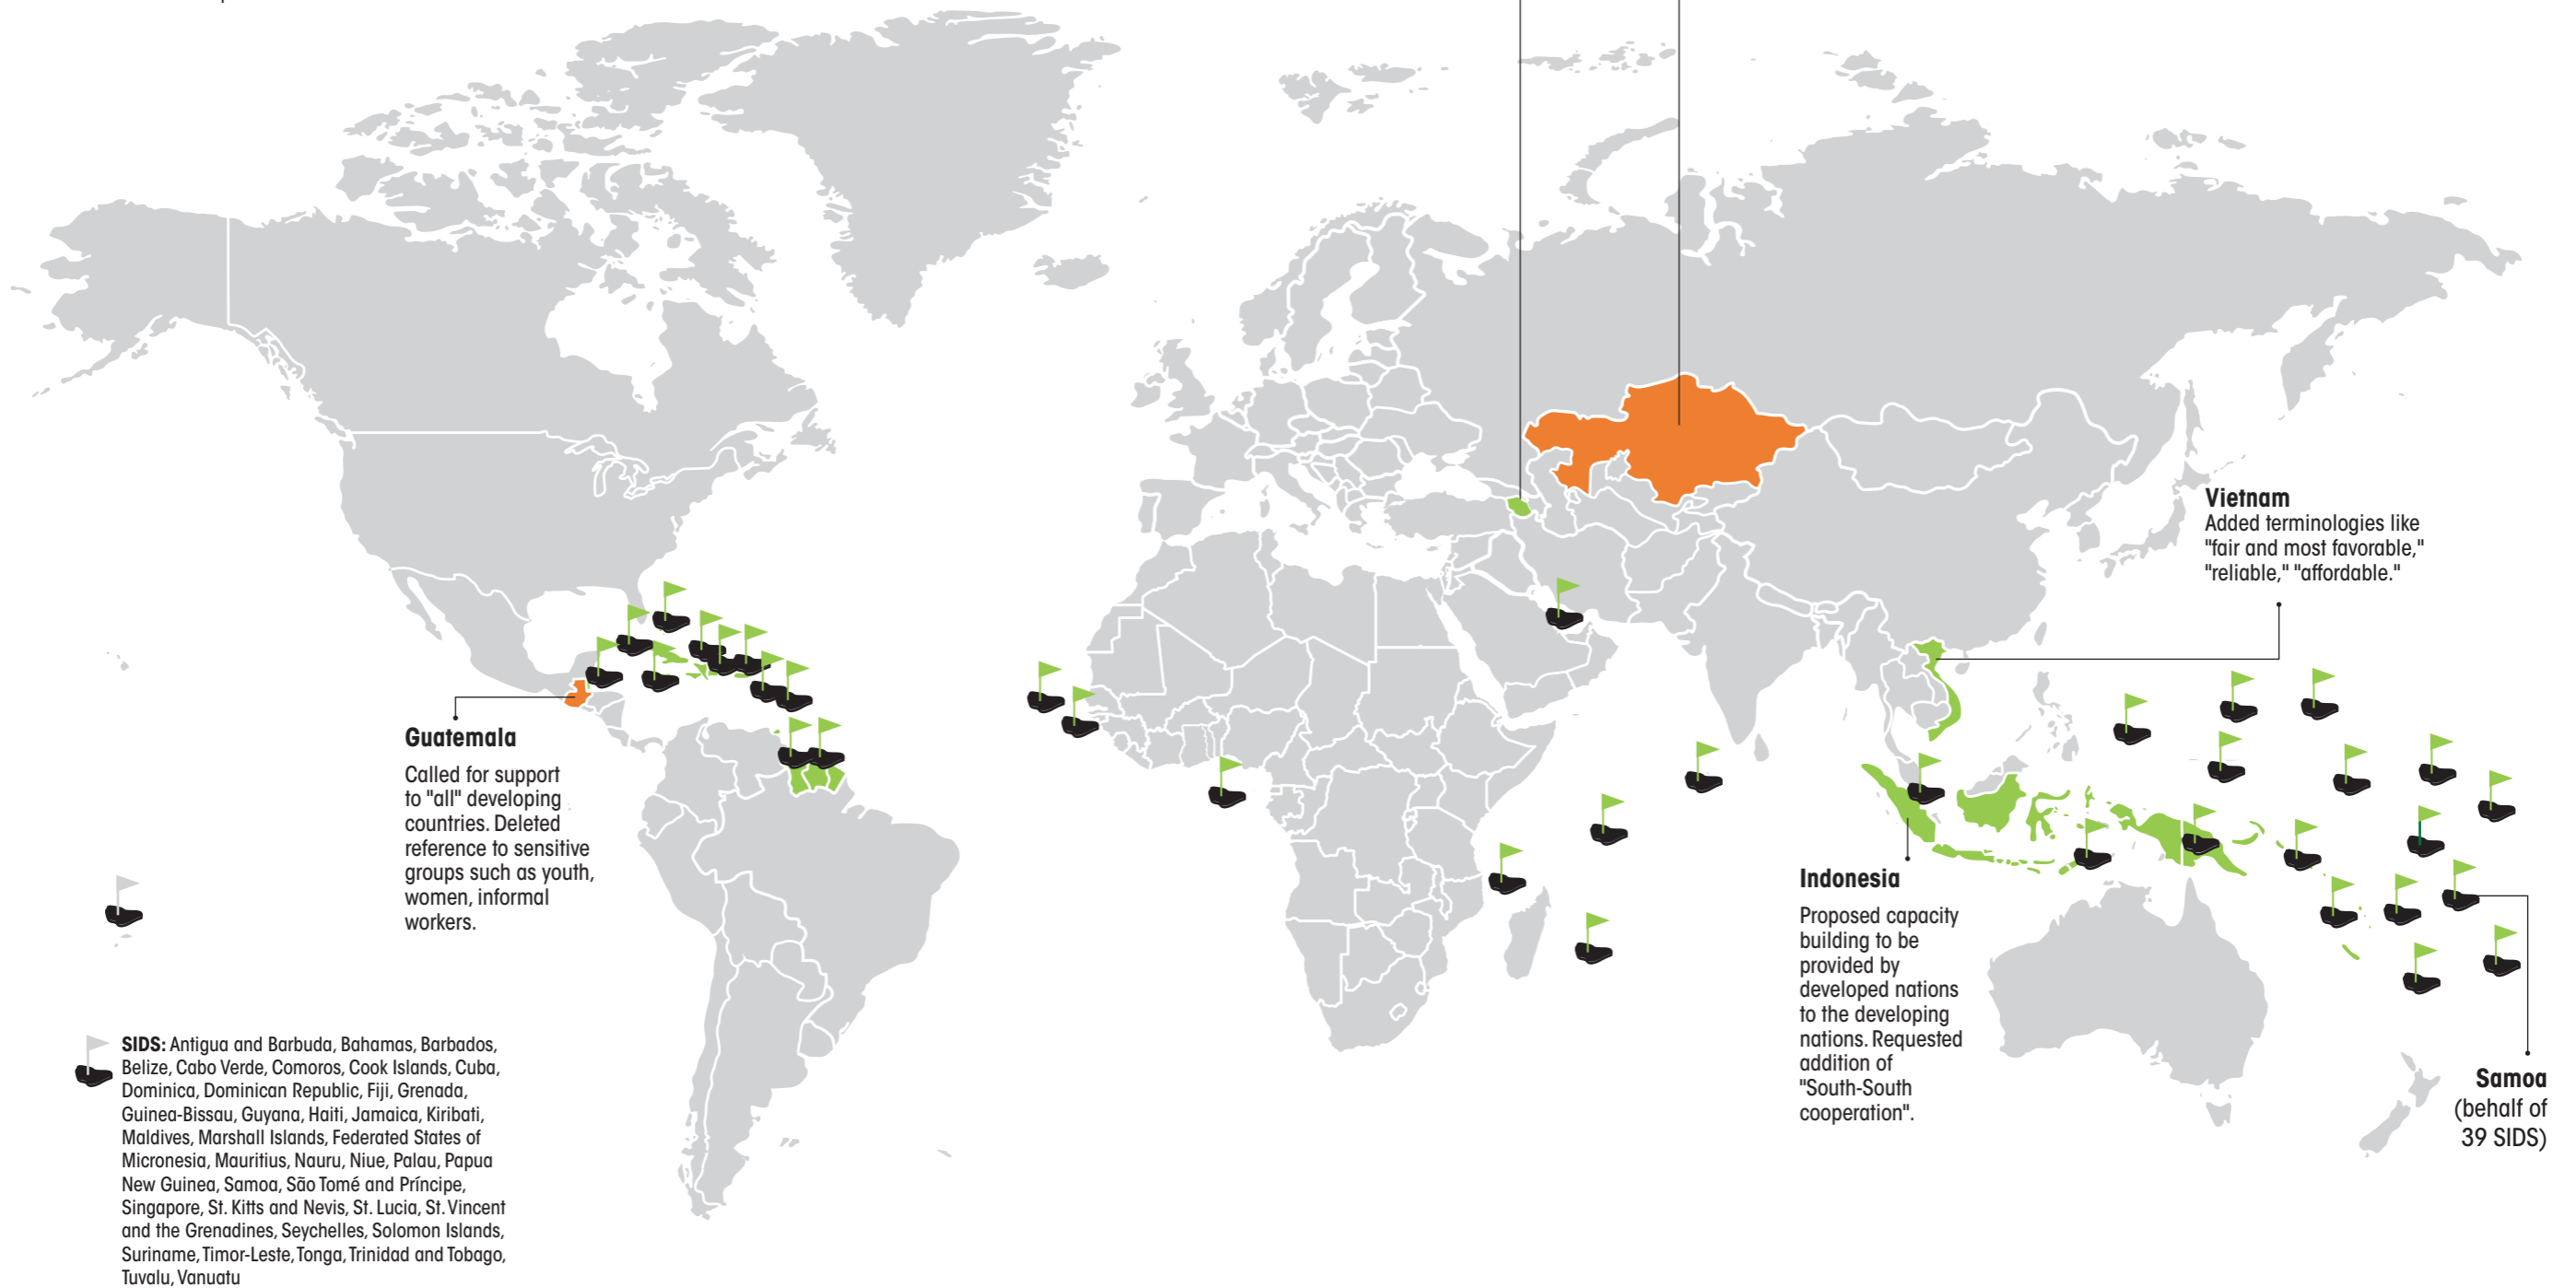 Vietnam
Added terminologies like
"fair and most favorable,"
"reliable," "affordable."
Guatemala
Called for support
to "all" developing
countries. Deleted
reference to sensitive
groups such as youth,
women, informal
workers.
Indonesia
Proposed capacity
building to be
provided by
developed nations
to the developing
nations. Requested
addition of
"South-South
cooperation".
Samoa
(behalf of
39 SIDS)
SIDS: Antigua and Barbuda, Bahamas, Barbados,
Belize, Cabo Verde, Comoros, Cook Islands, Cuba,
Dominica, Dominican Republic, Fiji, Grenada,
Guinea-Bissau, Guyana, Haiti, Jamaica, Kiribati,
Maldives, Marshall Islands, Federated States of
Micronesia, Mauritius, Nauru, Niue, Palau, Papua
New Guinea, Samoa, São Tomé and Príncipe,
Singapore, St. Kitts and Nevis, St. Lucia, St. Vincent
and the Grenadines, Seychelles, Solomon Islands,
Suriname, Timor-Leste, Tonga, Trinidad and Tobago,
Tuvalu, Vanuatu